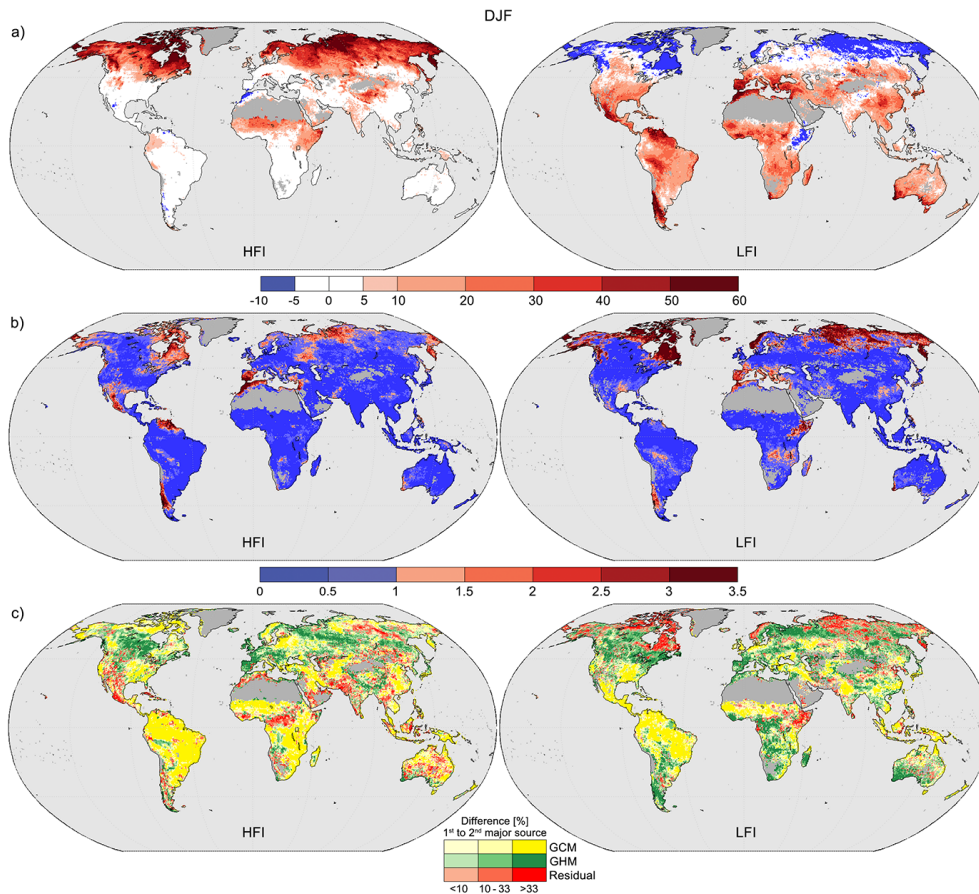 DJF
a)
HFI
LFI
-10 -5 0 5 10 20 30 40 50 60
b)
HFI
LFI
0 0.5 1 1.5 2 2.5 3 3.5
c)
HFI
LFI
Difference [%]
1st to 2nd major source
GCM
GHM
Residual
<10 10-33 >33